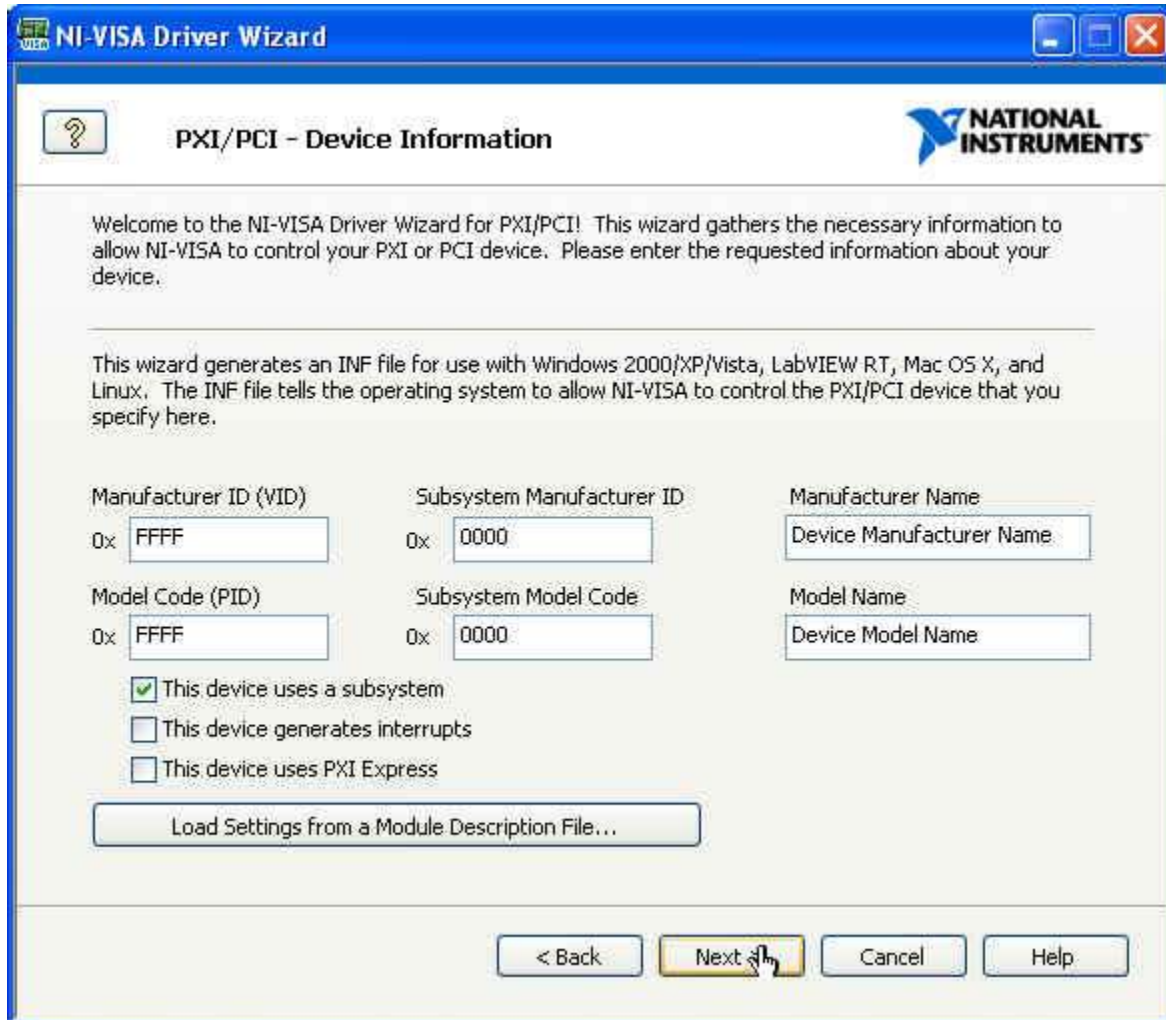 NI-VISA Driver Wizard
?
PXI/PCI - Device Information
NATIONAL
INSTRUMENTS
Welcome to the NI-VISA Driver Wizard for PXI/PCI! This wizard gathers the necessary information to
allow NI-VISA to control your PXI or PCI device. Please enter the requested information about your
device.
This wizard generates an INF file for use with Windows 2000/XP/Vista, LabVIEW RT, Mac OS X, and
Linux. The INF file tells the operating system to allow NI-VISA to control the PXI/PCI device that you
specify here.
Manufacturer ID (VID) Subsystem Manufacturer ID Manufacturer Name
0x FFFF 0x 0000 Device Manufacturer Name
Model Code (PID) Subsystem Model Code Model Name
0x FFFF 0x 0000 Device Model Name
This device uses a subsystem
This device generates interrupts
This device uses PXI Express
Load Settings from a Module Description File...
< Back Next Cancel Help